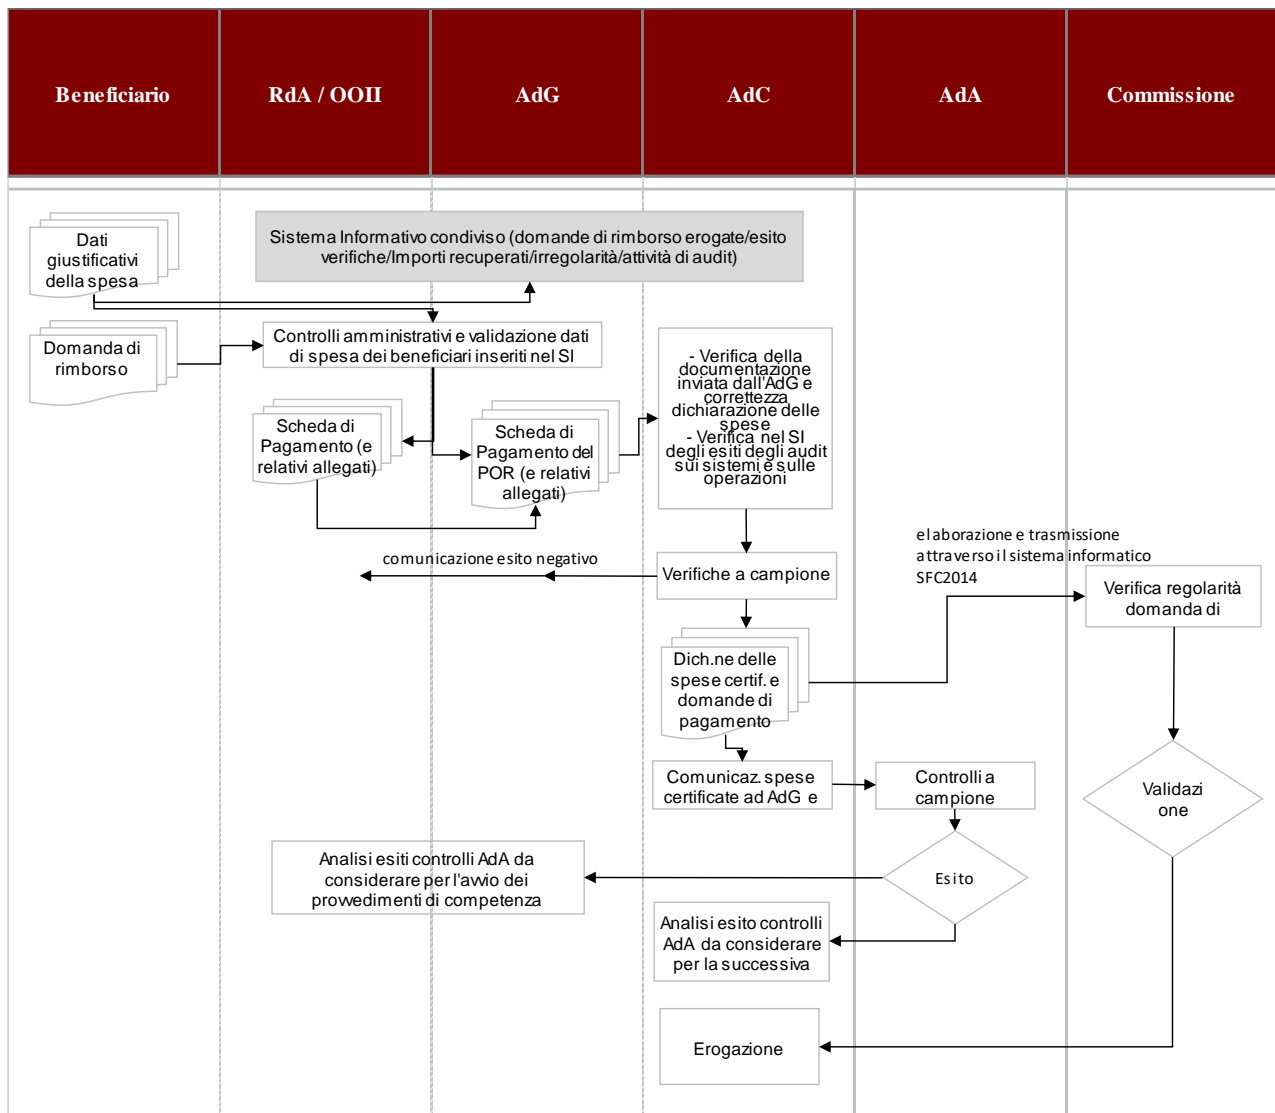 Beneficiario
RdA / OOII
AdG
AdC
AdA
Commissione
Dati
giustificativi
della spesa
Sistema Informativo condiviso (domande di rimborso erogate/esito
verifiche/Importi recuperati/irregolarità/attività di audit)
Domanda di
rimborso
Controlli amministrativi e validazione dati
di spesa dei beneficiari inseriti nel SI
- Verifica della
documentazione
inviata dall'AdG e
correttezza
dichiarazione delle
spese
- Verifica nel SI
degli esiti degli audit
sui sistemi e sulle
operazioni
Scheda di
Pagamento (e
relativi allegati)
Scheda di
Pagamento del
POR (e relativi
allegati)
elaborazione e trasmissione
attraverso il sistema informatico
SFC2014
comunicazione esito negativo
Verifiche a campione
Verifica regolarità
domanda di
Dich.ne delle
spese certif. e
domande di
pagamento
Comunicaz. spese
certificate ad AdG e
Controlli a
campione
Validazi
one
Analisi esiti controlli AdA da
considerare per l'avvio dei
provvedimenti di competenza
Esito
Analisi esito controlli
AdA da considerare
per la successiva
Erogazione